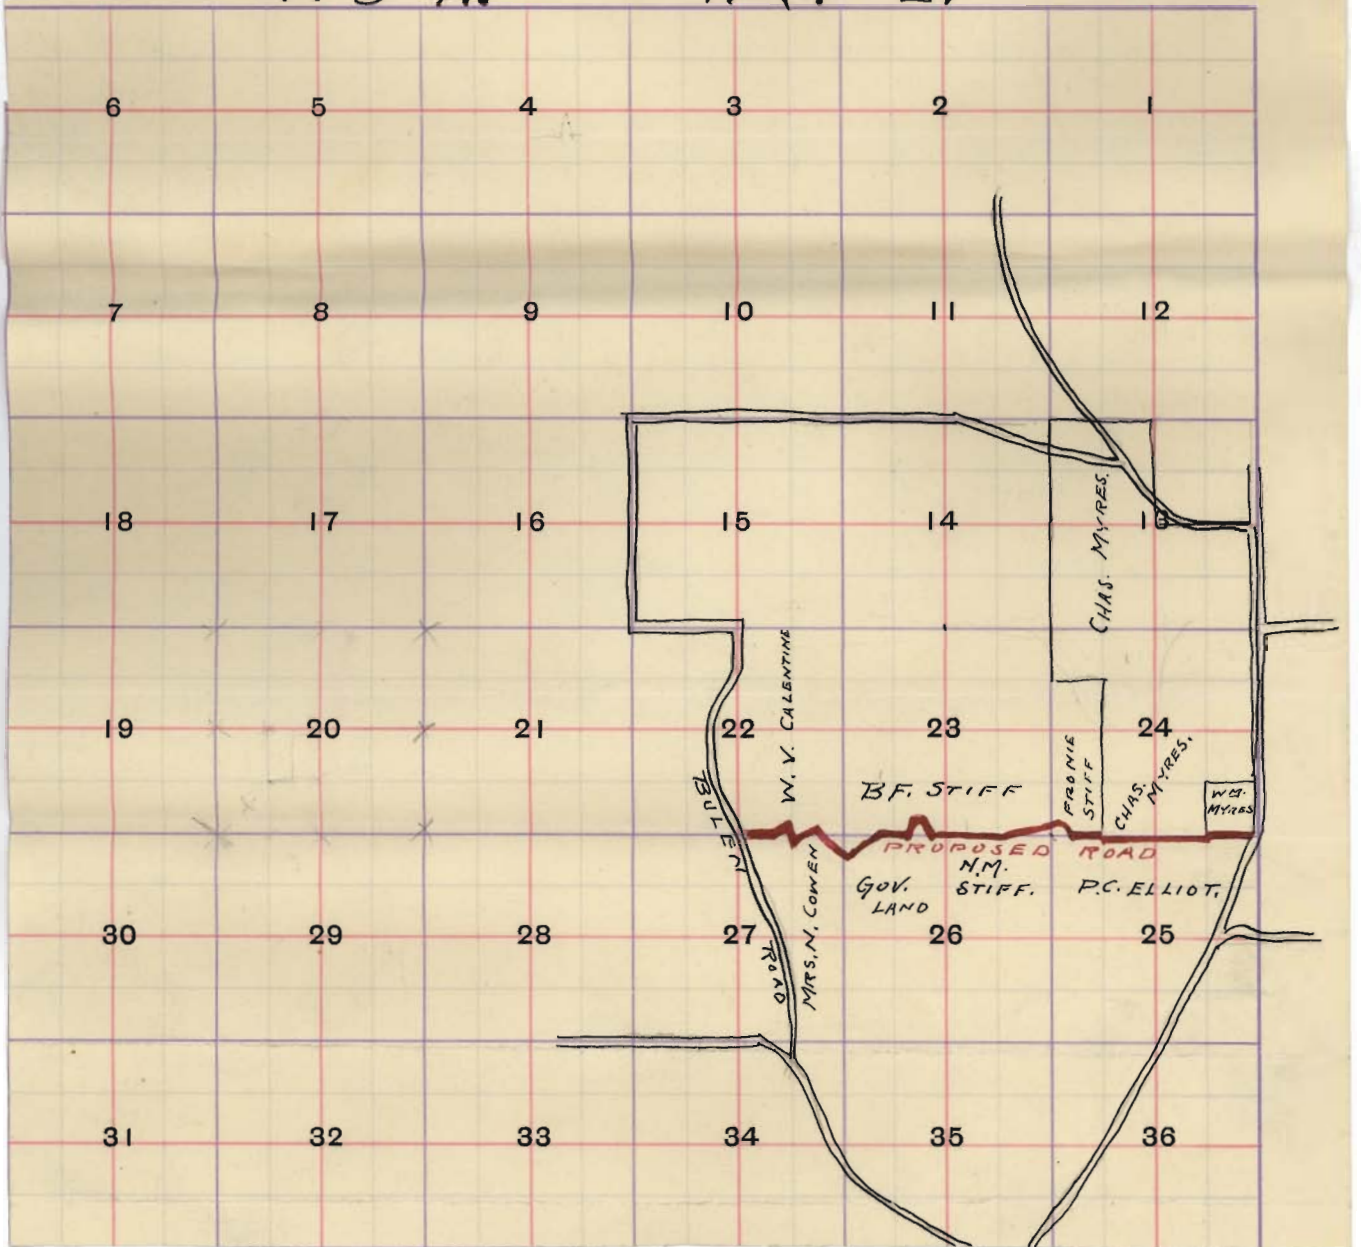 6 5 4 3 2 1
7 8 9 10 11 12
18 17 16 15 14 13
CHAS. MYRES.
W. V. CALENTINE
19 20 21 22 23 24
FRONIE
STIFF
CHAS.
MYRES.
WM.
MYRES
B.F. STIFF
BULEN
ROAD
PROPOSED ROAD
MRS. N. COWEN
GOV.
LAND
N.M.
STIFF.
P.C. ELLIOT.
30 29 28 27 26 25
31 32 33 34 35 36